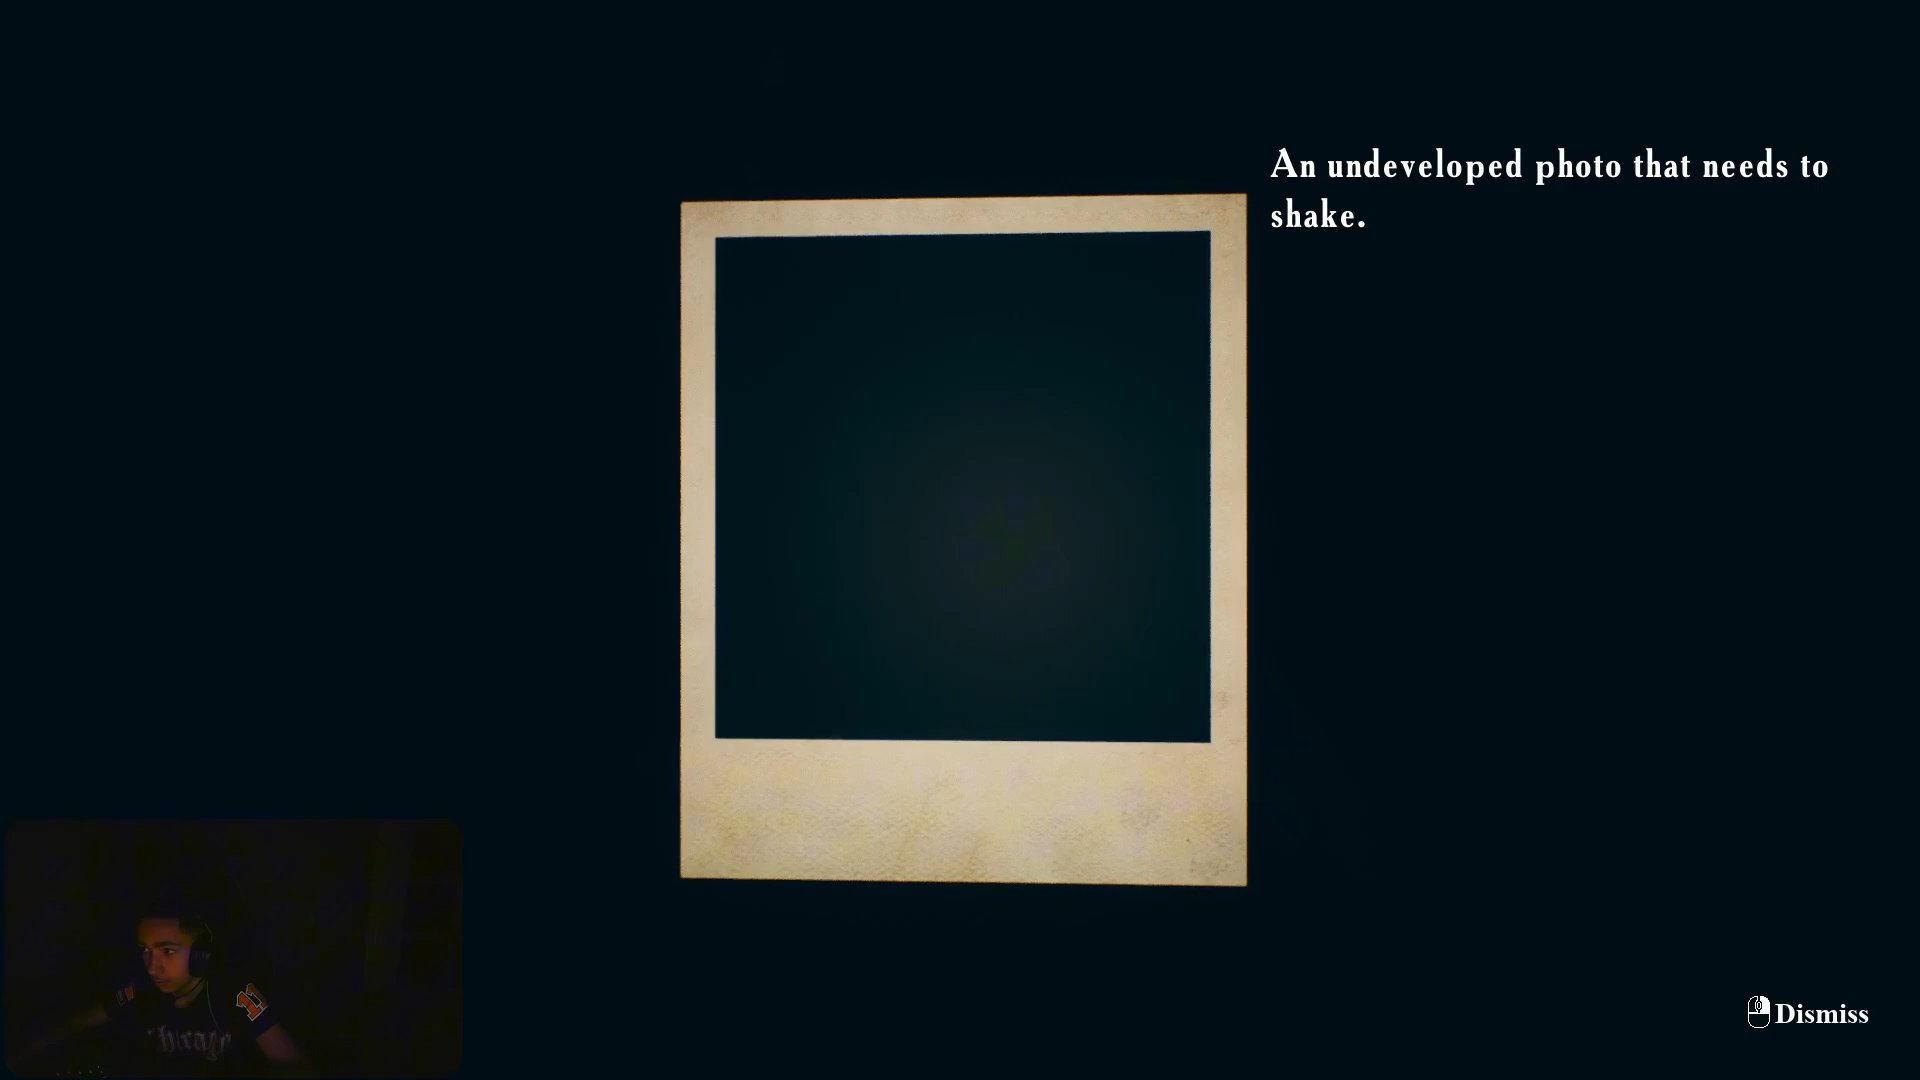 An undeveloped photo that needs to
shake.
Dismiss